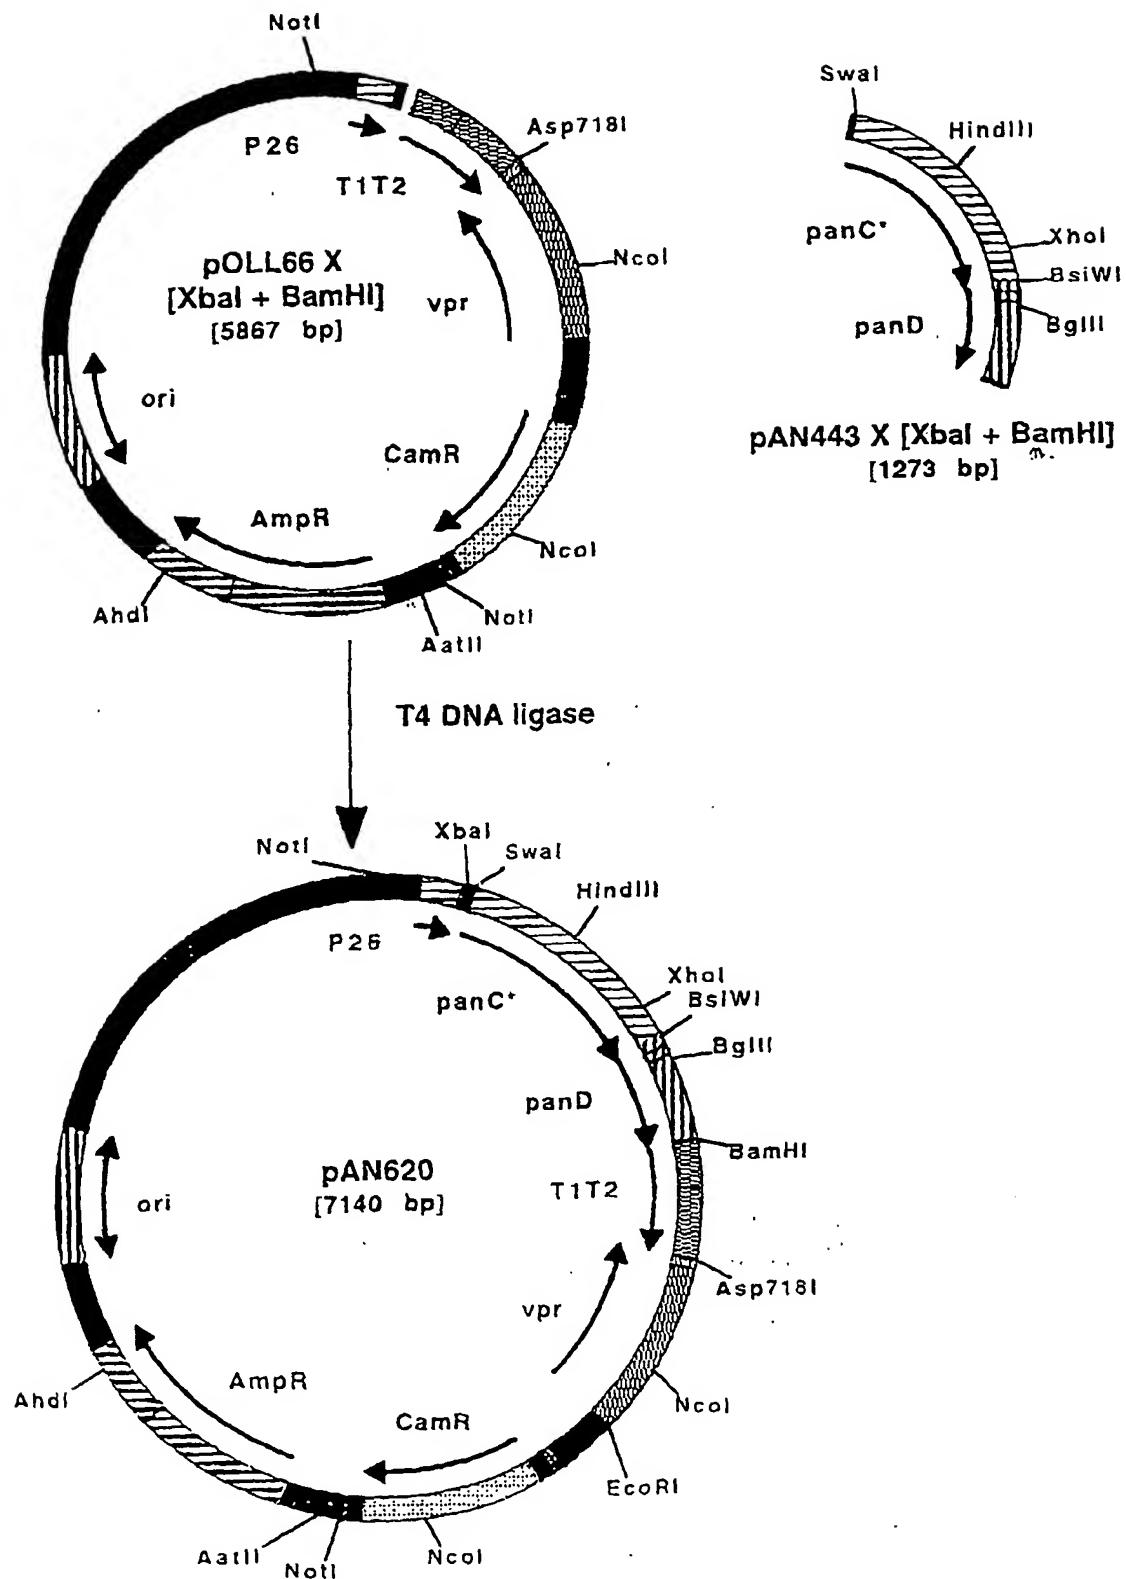 NotI
P26
T1T2
Asp718I
NcoI
pOLL66 X
[XbaI + BamHI]
[5867 bp]
vpr
ori
CamR
AmpR
NcoI
NotI
AatII
AhdI
SwaI
HindIII
panC*
XhoI
BsiWI
panD
BglII
pAN443 X [XbaI + BamHI]
[1273 bp]
T4 DNA ligase
NotI
XbaI
SwaI
HindIII
P26
panC*
XhoI
BsiWI
BglII
panD
BamHI
pAN620
[7140 bp]
T1T2
ori
Asp718I
vpr
AmpR
AhdI
CamR
NcoI
EcoRI
AatII
NotI
NcoI